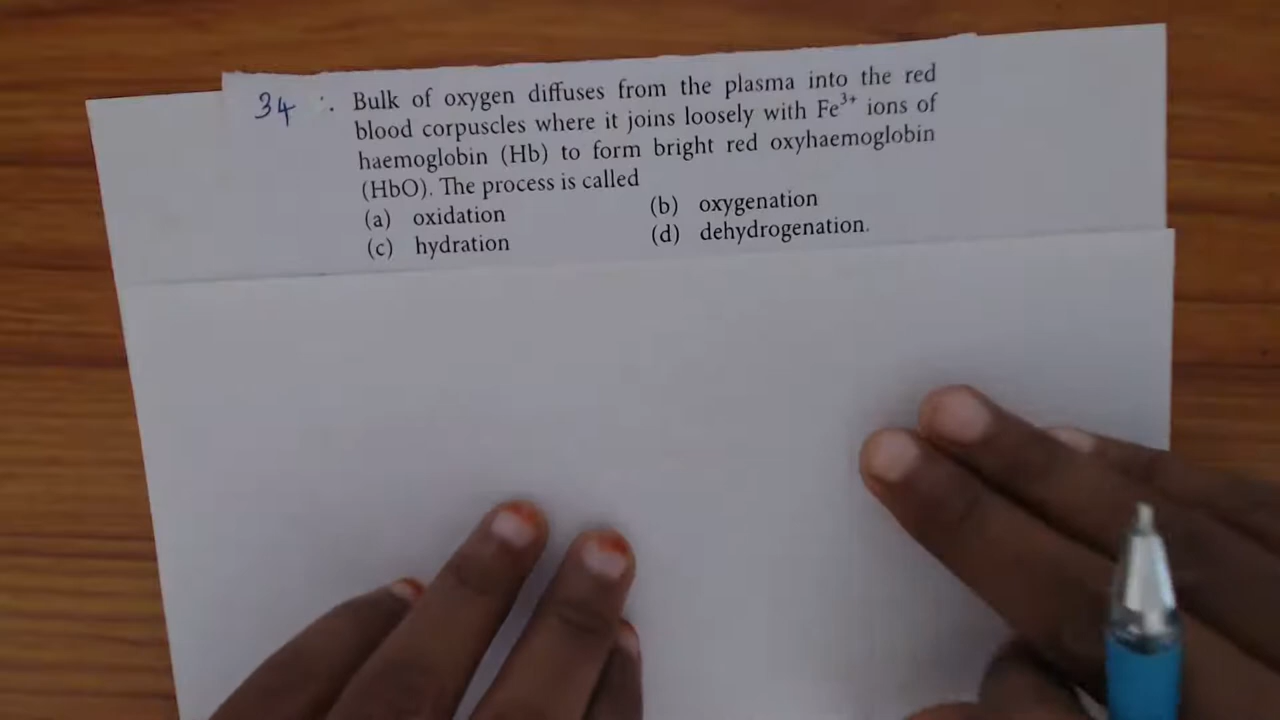 34 ∴ Bulk of oxygen diffuses from the plasma into the red
blood corpuscles where it joins loosely with Fe³⁺ ions of
haemoglobin (Hb) to form bright red oxyhaemoglobin
(HbO). The process is called
(a) oxidation (b) oxygenation
(c) hydration (d) dehydrogenation.